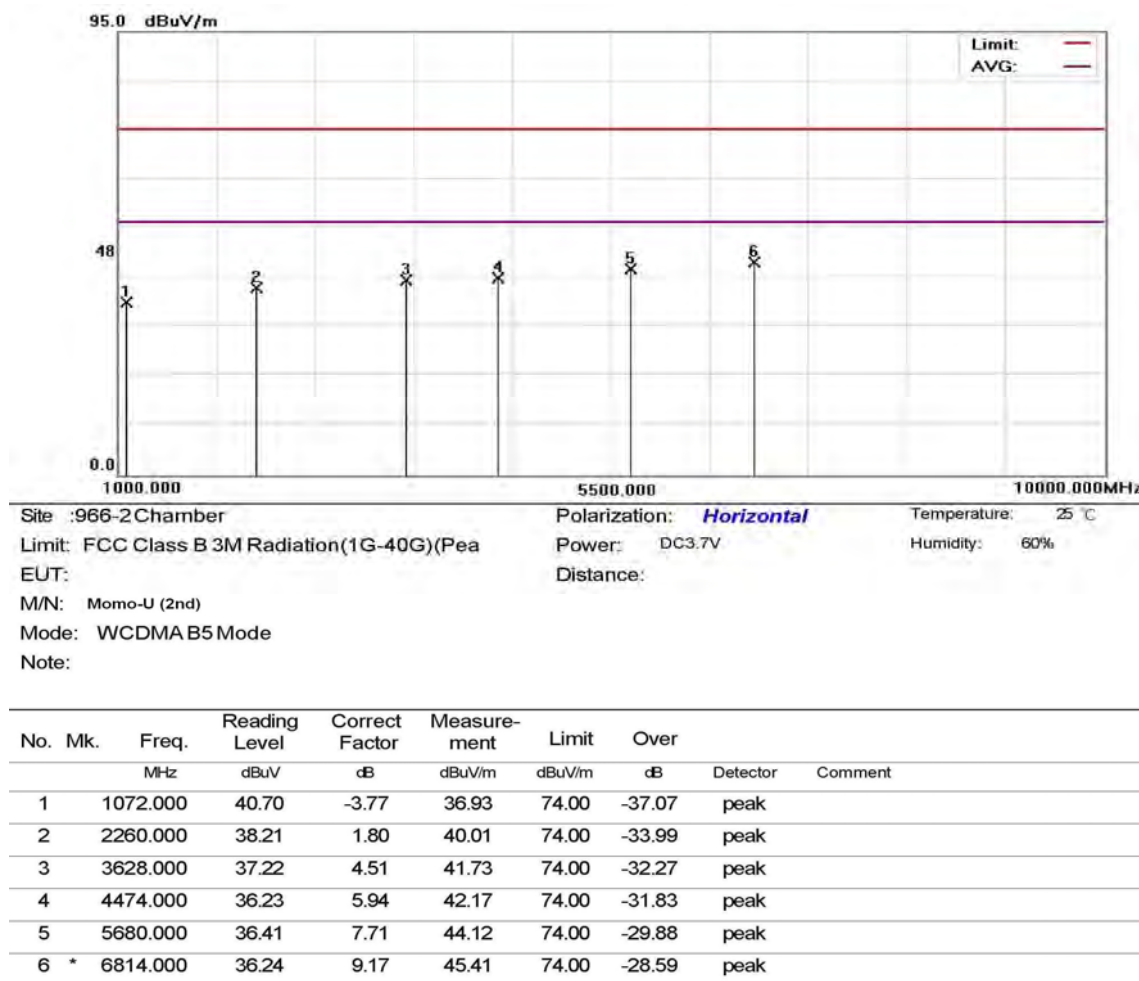 95.0 dBuV/m
Limit:
AVG:
48
1 2 3 4 5 6
0.0
1000.000 5500.000 10000.000MHz
Site :966-2Chamber Polarization: Horizontal Temperature: 25 ℃
Limit: FCC Class B 3M Radiation(1G-40G)(Pea Power: DC3.7V Humidity: 60%
EUT: Distance:
M/N: Momo-U (2nd)
Mode: WCDMA B5 Mode
Note:
Reading Correct Measure-
No. Mk. Freq. Level Factor ment Limit Over
MHz dBuV dB dBuV/m dBuV/m dB Detector Comment
1 1072.000 40.70 -3.77 36.93 74.00 -37.07 peak
2 2260.000 38.21 1.80 40.01 74.00 -33.99 peak
3 3628.000 37.22 4.51 41.73 74.00 -32.27 peak
4 4474.000 36.23 5.94 42.17 74.00 -31.83 peak
5 5680.000 36.41 7.71 44.12 74.00 -29.88 peak
6 * 6814.000 36.24 9.17 45.41 74.00 -28.59 peak